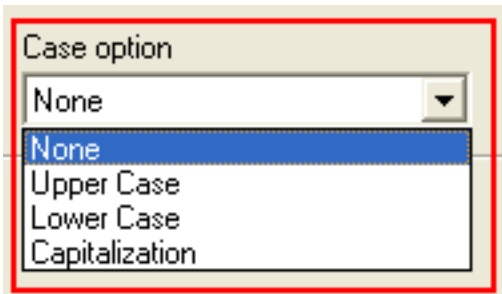 Case option
None
None
Upper Case
Lower Case
Capitalization